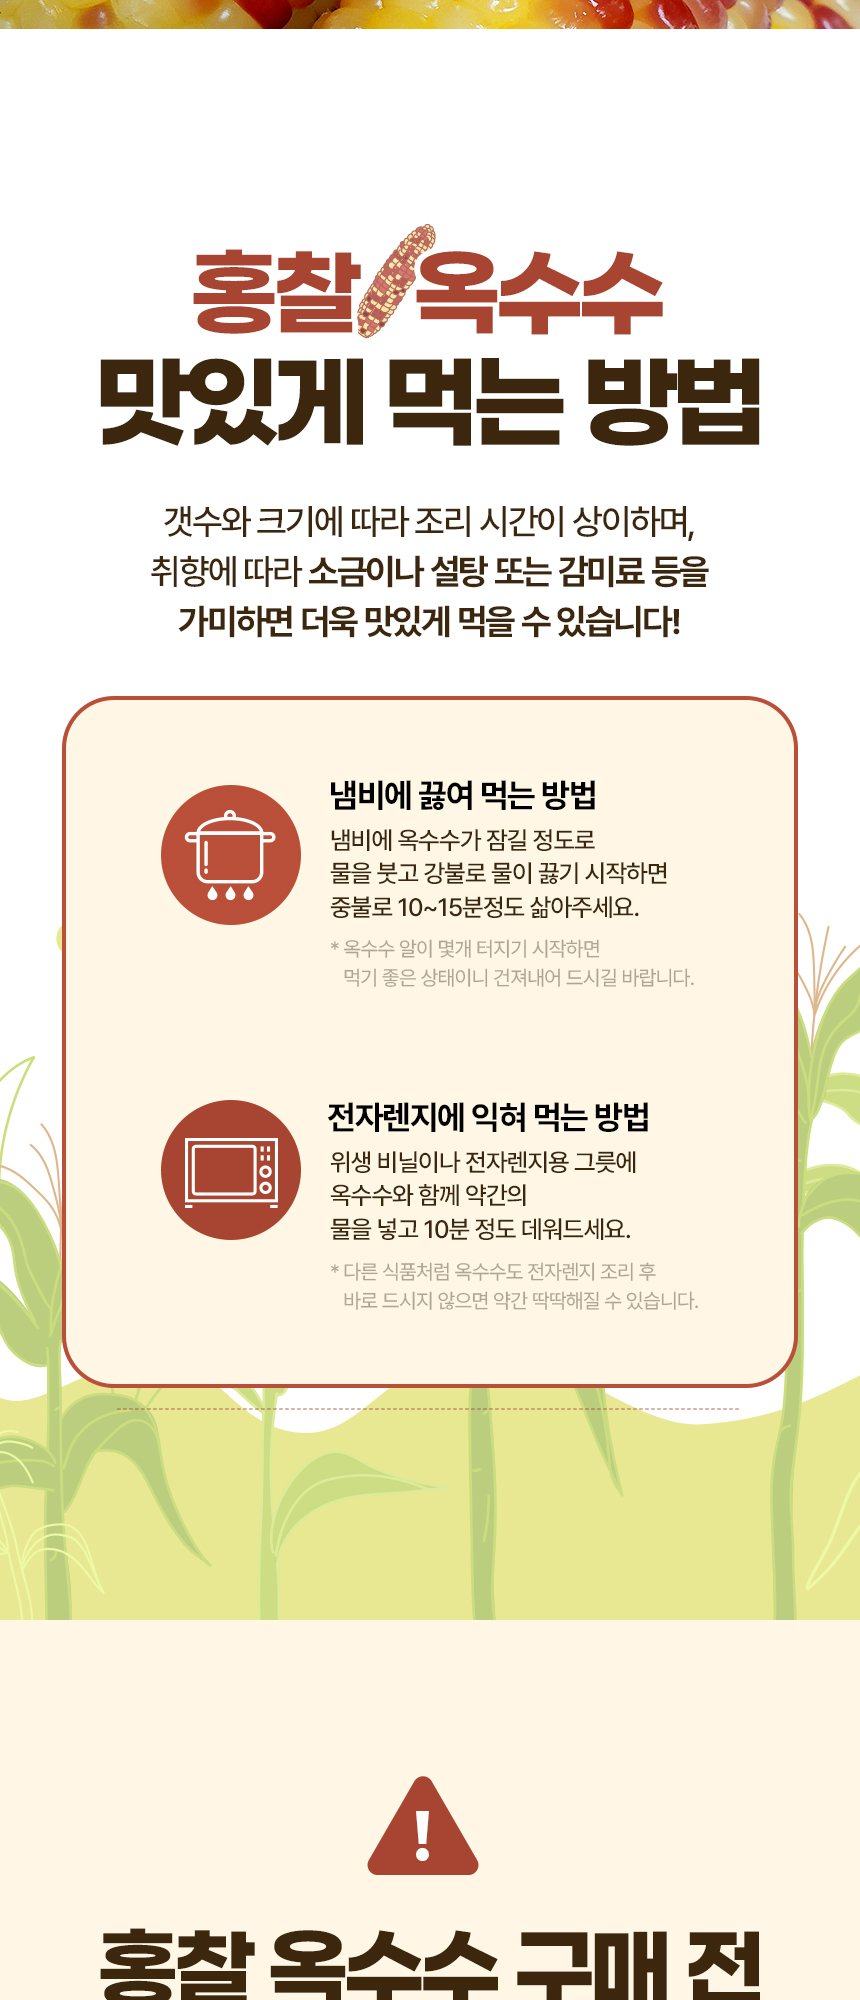 홍찰옥수수
맛있게 먹는 방법
갯수와 크기에 따라 조리 시간이 상이하며,
취향에 따라 소금이나 설탕 또는 감미료 등을
가미하면 더욱 맛있게 먹을 수 있습니다!
냄비에 끓여 먹는 방법
냄비에 옥수수가 잠길 정도로
물을 붓고 강불로 물이 끓기 시작하면
중불로 10~15분정도 삶아주세요.
* 옥수수 알이 몇개 터지기 시작하면
먹기 좋은 상태이니 건져내어 드시길 바랍니다.
전자렌지에 익혀 먹는 방법
위생 비닐이나 전자렌지용 그릇에
옥수수와 함께 약간의
물을 넣고 10분 정도 데워드세요.
* 다른 식품처럼 옥수수도 전자렌지 조리 후
바로 드시지 않으면 약간 딱딱해질 수 있습니다.
홍찰 옥수수 구매 전